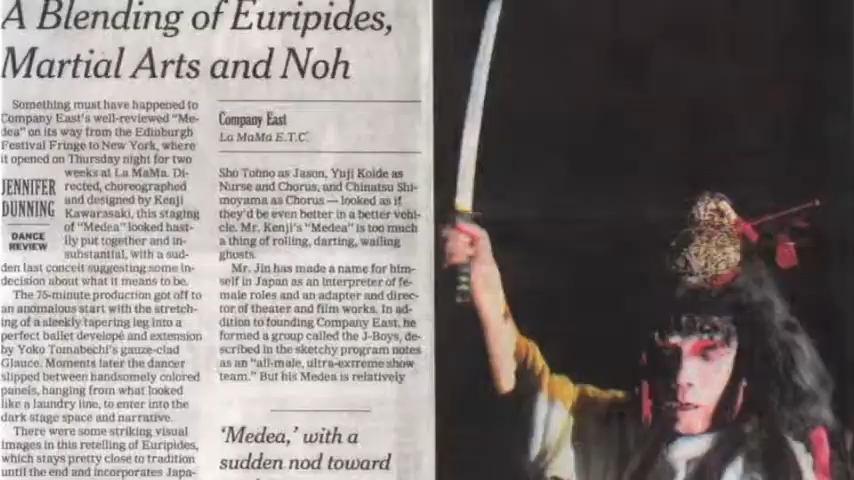 A Blending of Euripides,
Martial Arts and Noh
Something must have happened to
Company East's well-reviewed "Me-
dea" on its way from the Edinburgh
Festival Fringe to New York, where
it opened on Thursday night for two
weeks at La MaMa. Di-
rected, choreographed
and designed by Kenji
Kawarasaki, this staging
of "Medea" looked hast-
ily put together and in-
substantial, with a sud-
den last conceit suggesting some in-
decision about what it means to be.
JENNIFER
DUNNING
DANCE
REVIEW
The 75-minute production got off to
an anomalous start with the stretch-
ing of a sleekly tapering leg into a
perfect ballet developé and extension
by Yoko Tomabechi's gauze-clad
Glauce. Moments later the dancer
slipped between handsomely colored
panels, hanging from what looked
like a laundry line, to enter into the
dark stage space and narrative.
There were some striking visual
images in this retelling of Euripides,
which stays pretty close to tradition
until the end and incorporates Japa-
Company East
La MaMa E.T.C.
Sho Tohno as Jason, Yuji Koide as
Nurse and Chorus, and Chinatsu Shi-
moyama as Chorus — looked as if
they'd be even better in a better vehi-
cle. Mr. Kenji's "Medea" is too much
a thing of rolling, darting, wailing
ghosts.
Mr. Jin has made a name for him-
self in Japan as an interpreter of fe-
male roles and an adapter and direc-
tor of theater and film works. In ad-
dition to founding Company East, he
formed a group called the J-Boys, de-
scribed in the sketchy program notes
as an "all-male, ultra-extreme show
team." But his Medea is relatively
'Medea,' with a
sudden nod toward